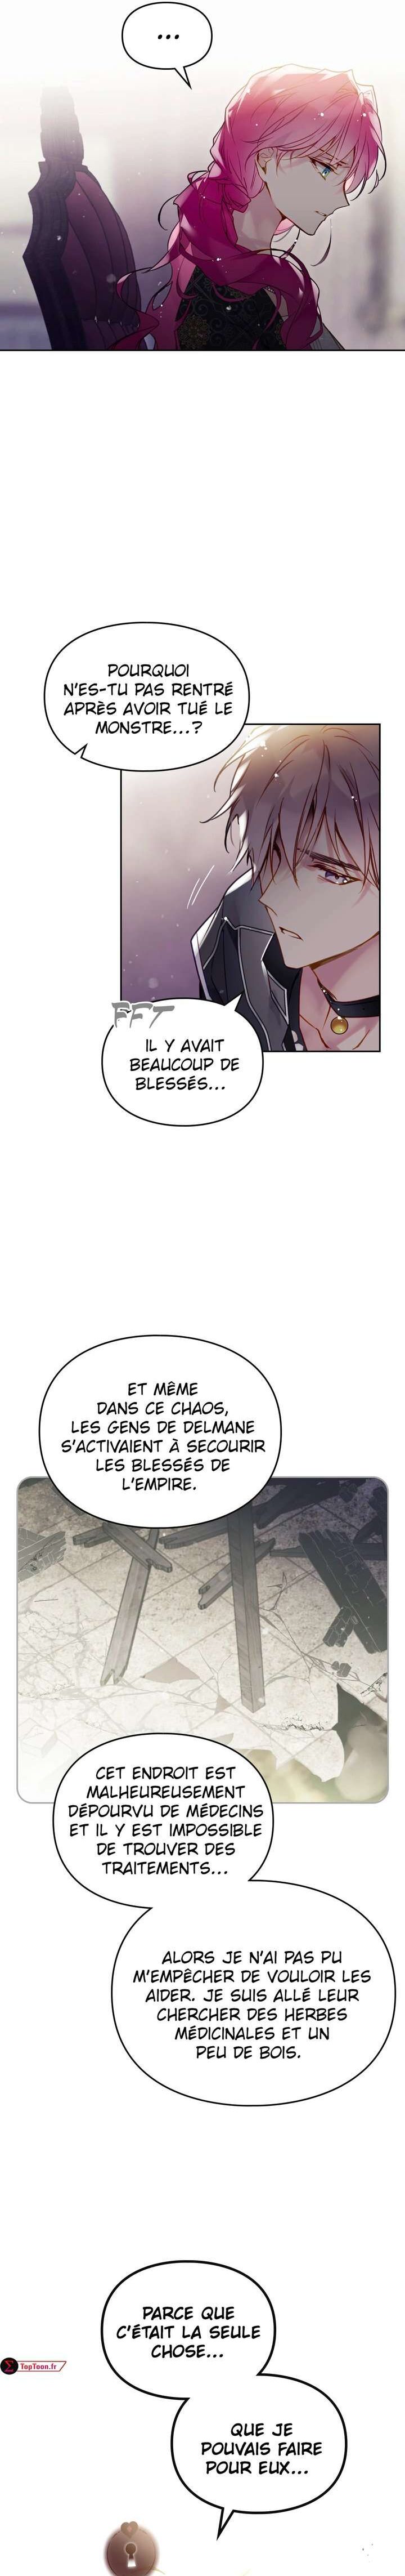 ...
POURQUOI
N'ES-TU PAS RENTRÉ
APRÈS AVOIR TUÉ LE
MONSTRE...?
FFT
IL Y AVAIT
BEAUCOUP DE
BLESSÉS...
ET MÊME
DANS CE CHAOS,
LES GENS DE DELMANE
S'ACTIVAIENT À SECOURIR
LES BLESSÉS DE
L'EMPIRE.
CET ENDROIT EST
MALHEUREUSEMENT
DÉPOURVU DE MÉDECINS
ET IL Y EST IMPOSSIBLE
DE TROUVER DES
TRAITEMENTS...
ALORS JE N'AI PAS PU
M'EMPÊCHER DE VOULOIR LES
AIDER. JE SUIS ALLÉ LEUR
CHERCHER DES HERBES
MÉDICINALES ET UN
PEU DE BOIS.
PARCE QUE
C'ÉTAIT LA SEULE
CHOSE...
TopToon.fr
QUE JE
POUVAIS FAIRE
POUR EUX...